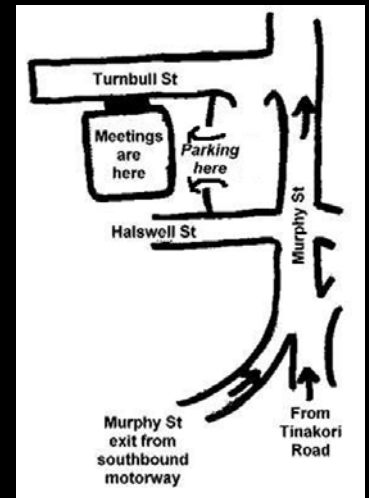 Turnbull St
Meetings
are
here
Parking
here
Halswell St
Murphy St
Murphy St
exit from
southbound
motorway
From
Tinakori
Road